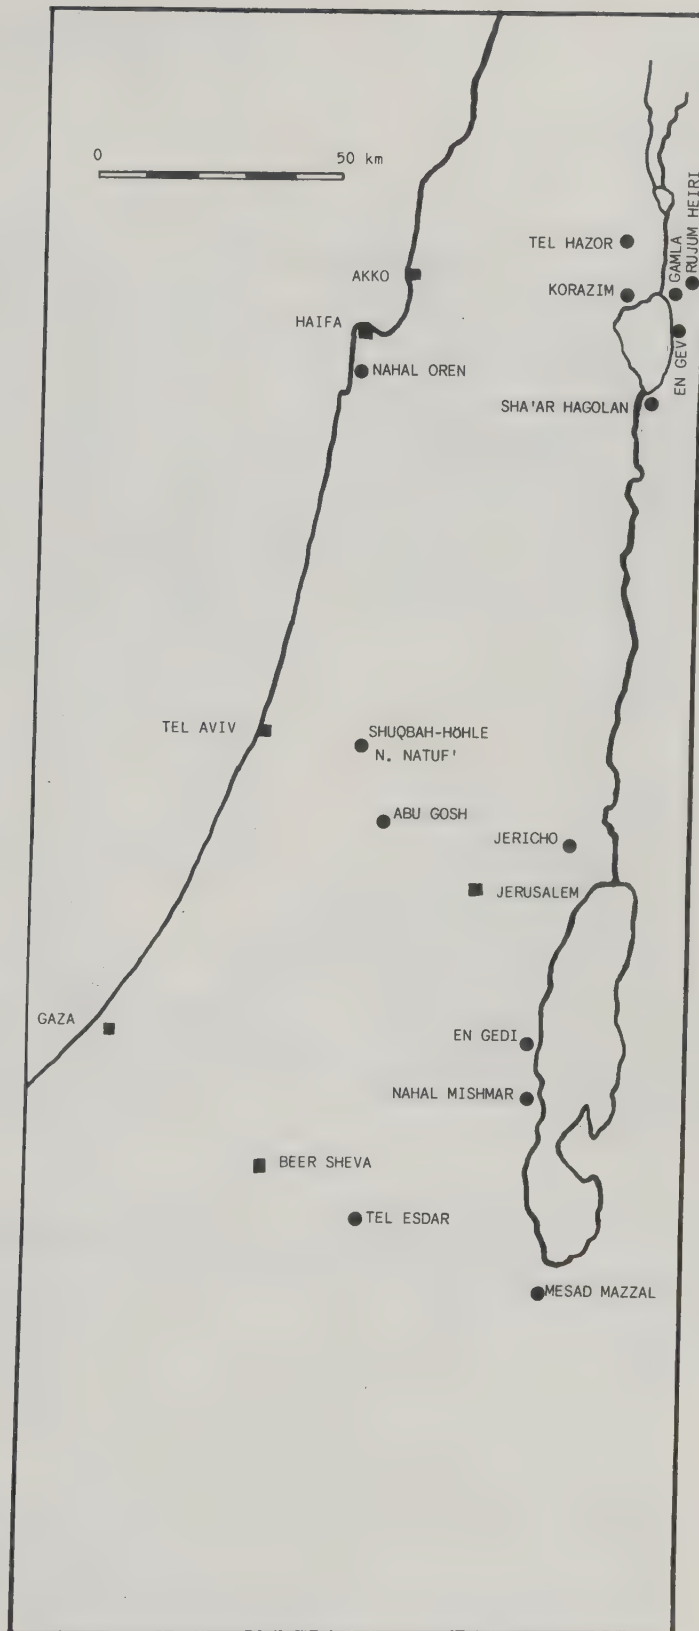 0 50 km
RUJUM HEIRI
GAMLA
TEL HAZOR
AKKO
KORAZIM
HAIFA
EN GEV
NAHAL OREN
SHA'AR HAGOLAN
TEL AVIV
SHUQBAH-HÖHLE
N. NATUF'
ABU GOSH
JERICHO
JERUSALEM
GAZA
EN GEDI
NAHAL MISHMAR
BEER SHEVA
TEL ESDAR
MESAD MAZZAL